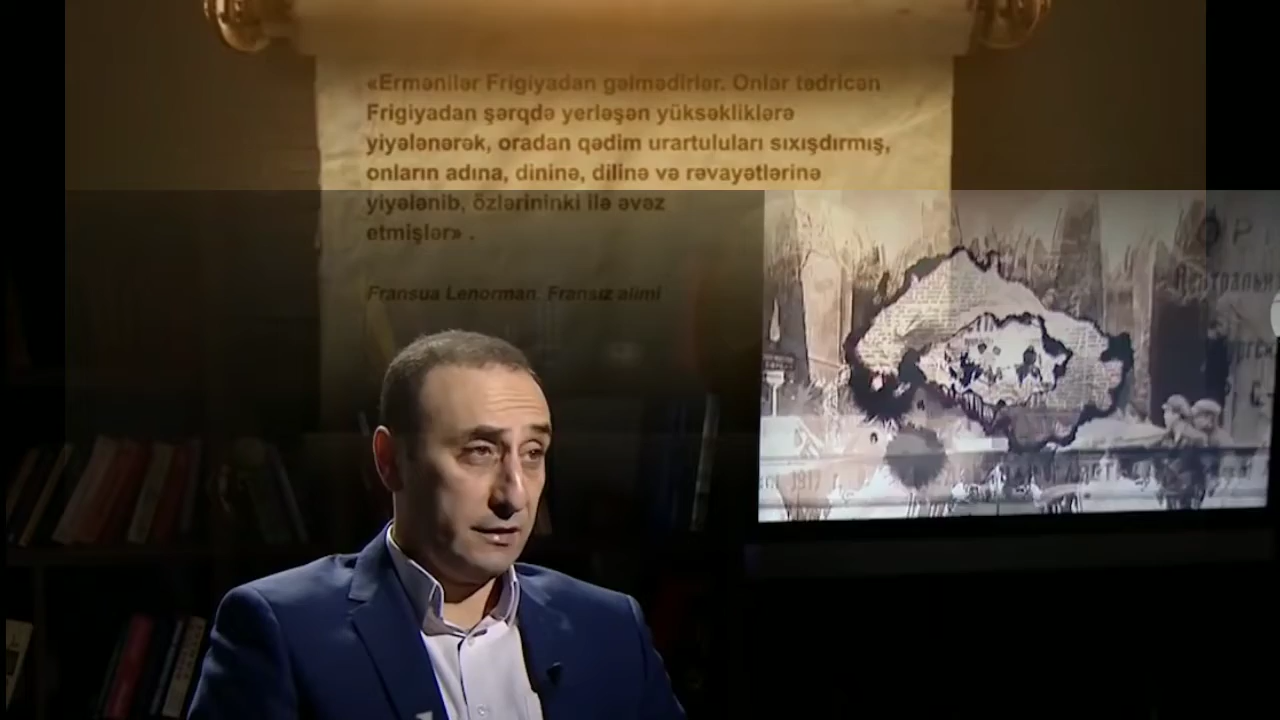 «Ermənilər Frigiyadan gəlmədirlər. Onlar tədricən
Frigiyadan şərqdə yerləşən yüksəkliklərə
yiyələnərək, oradan qədim urartuluları sıxışdırmış,
onların adına, dininə, dilinə və rəvayətlərinə
yiyələnib, özlərininki ilə əvəz
etmişlər» .
Fransua Lenorman. Fransız alimi
1917 г.